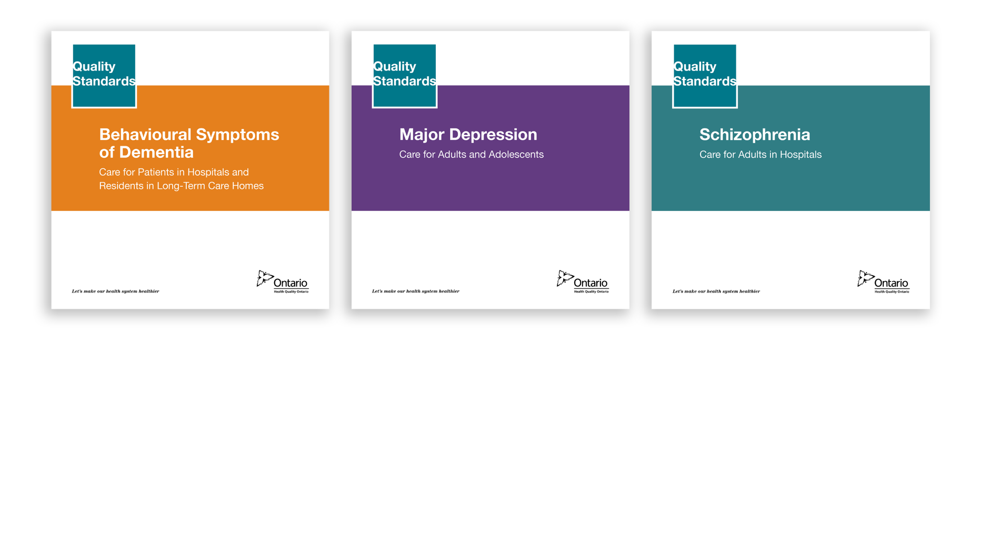 Quality
Standards
Behavioural Symptoms
of Dementia
Care for Patients in Hospitals and
Residents in Long-Term Care Homes
Let's make our health system healthier
Ontario
Health Quality Ontario
Quality
Standards
Major Depression
Care for Adults and Adolescents
Let's make our health system healthier
Ontario
Health Quality Ontario
Quality
Standards
Schizophrenia
Care for Adults in Hospitals
Let's make our health system healthier
Ontario
Health Quality Ontario